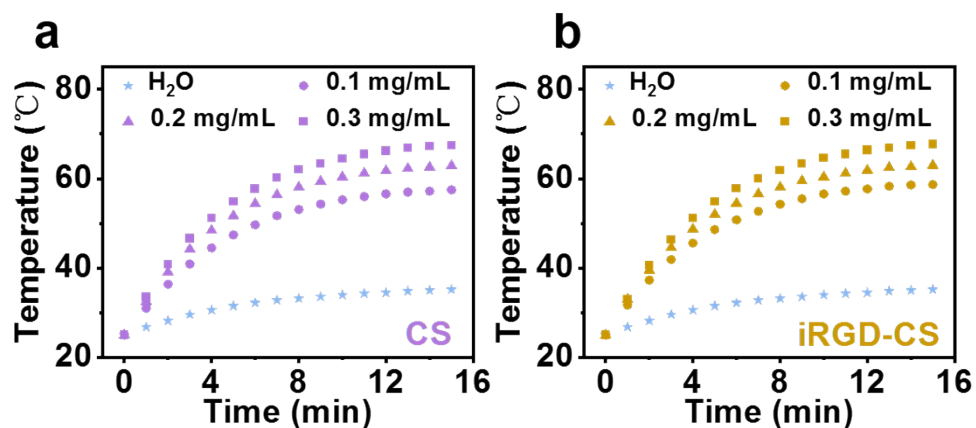 a
H₂O
0.1 mg/mL
0.2 mg/mL
0.3 mg/mL
Temperature (℃)
80
60
40
20
CS
0
4
8
12
16
Time (min)
b
H₂O
0.1 mg/mL
0.2 mg/mL
0.3 mg/mL
Temperature (℃)
80
60
40
20
iRGD-CS
0
4
8
12
16
Time (min)